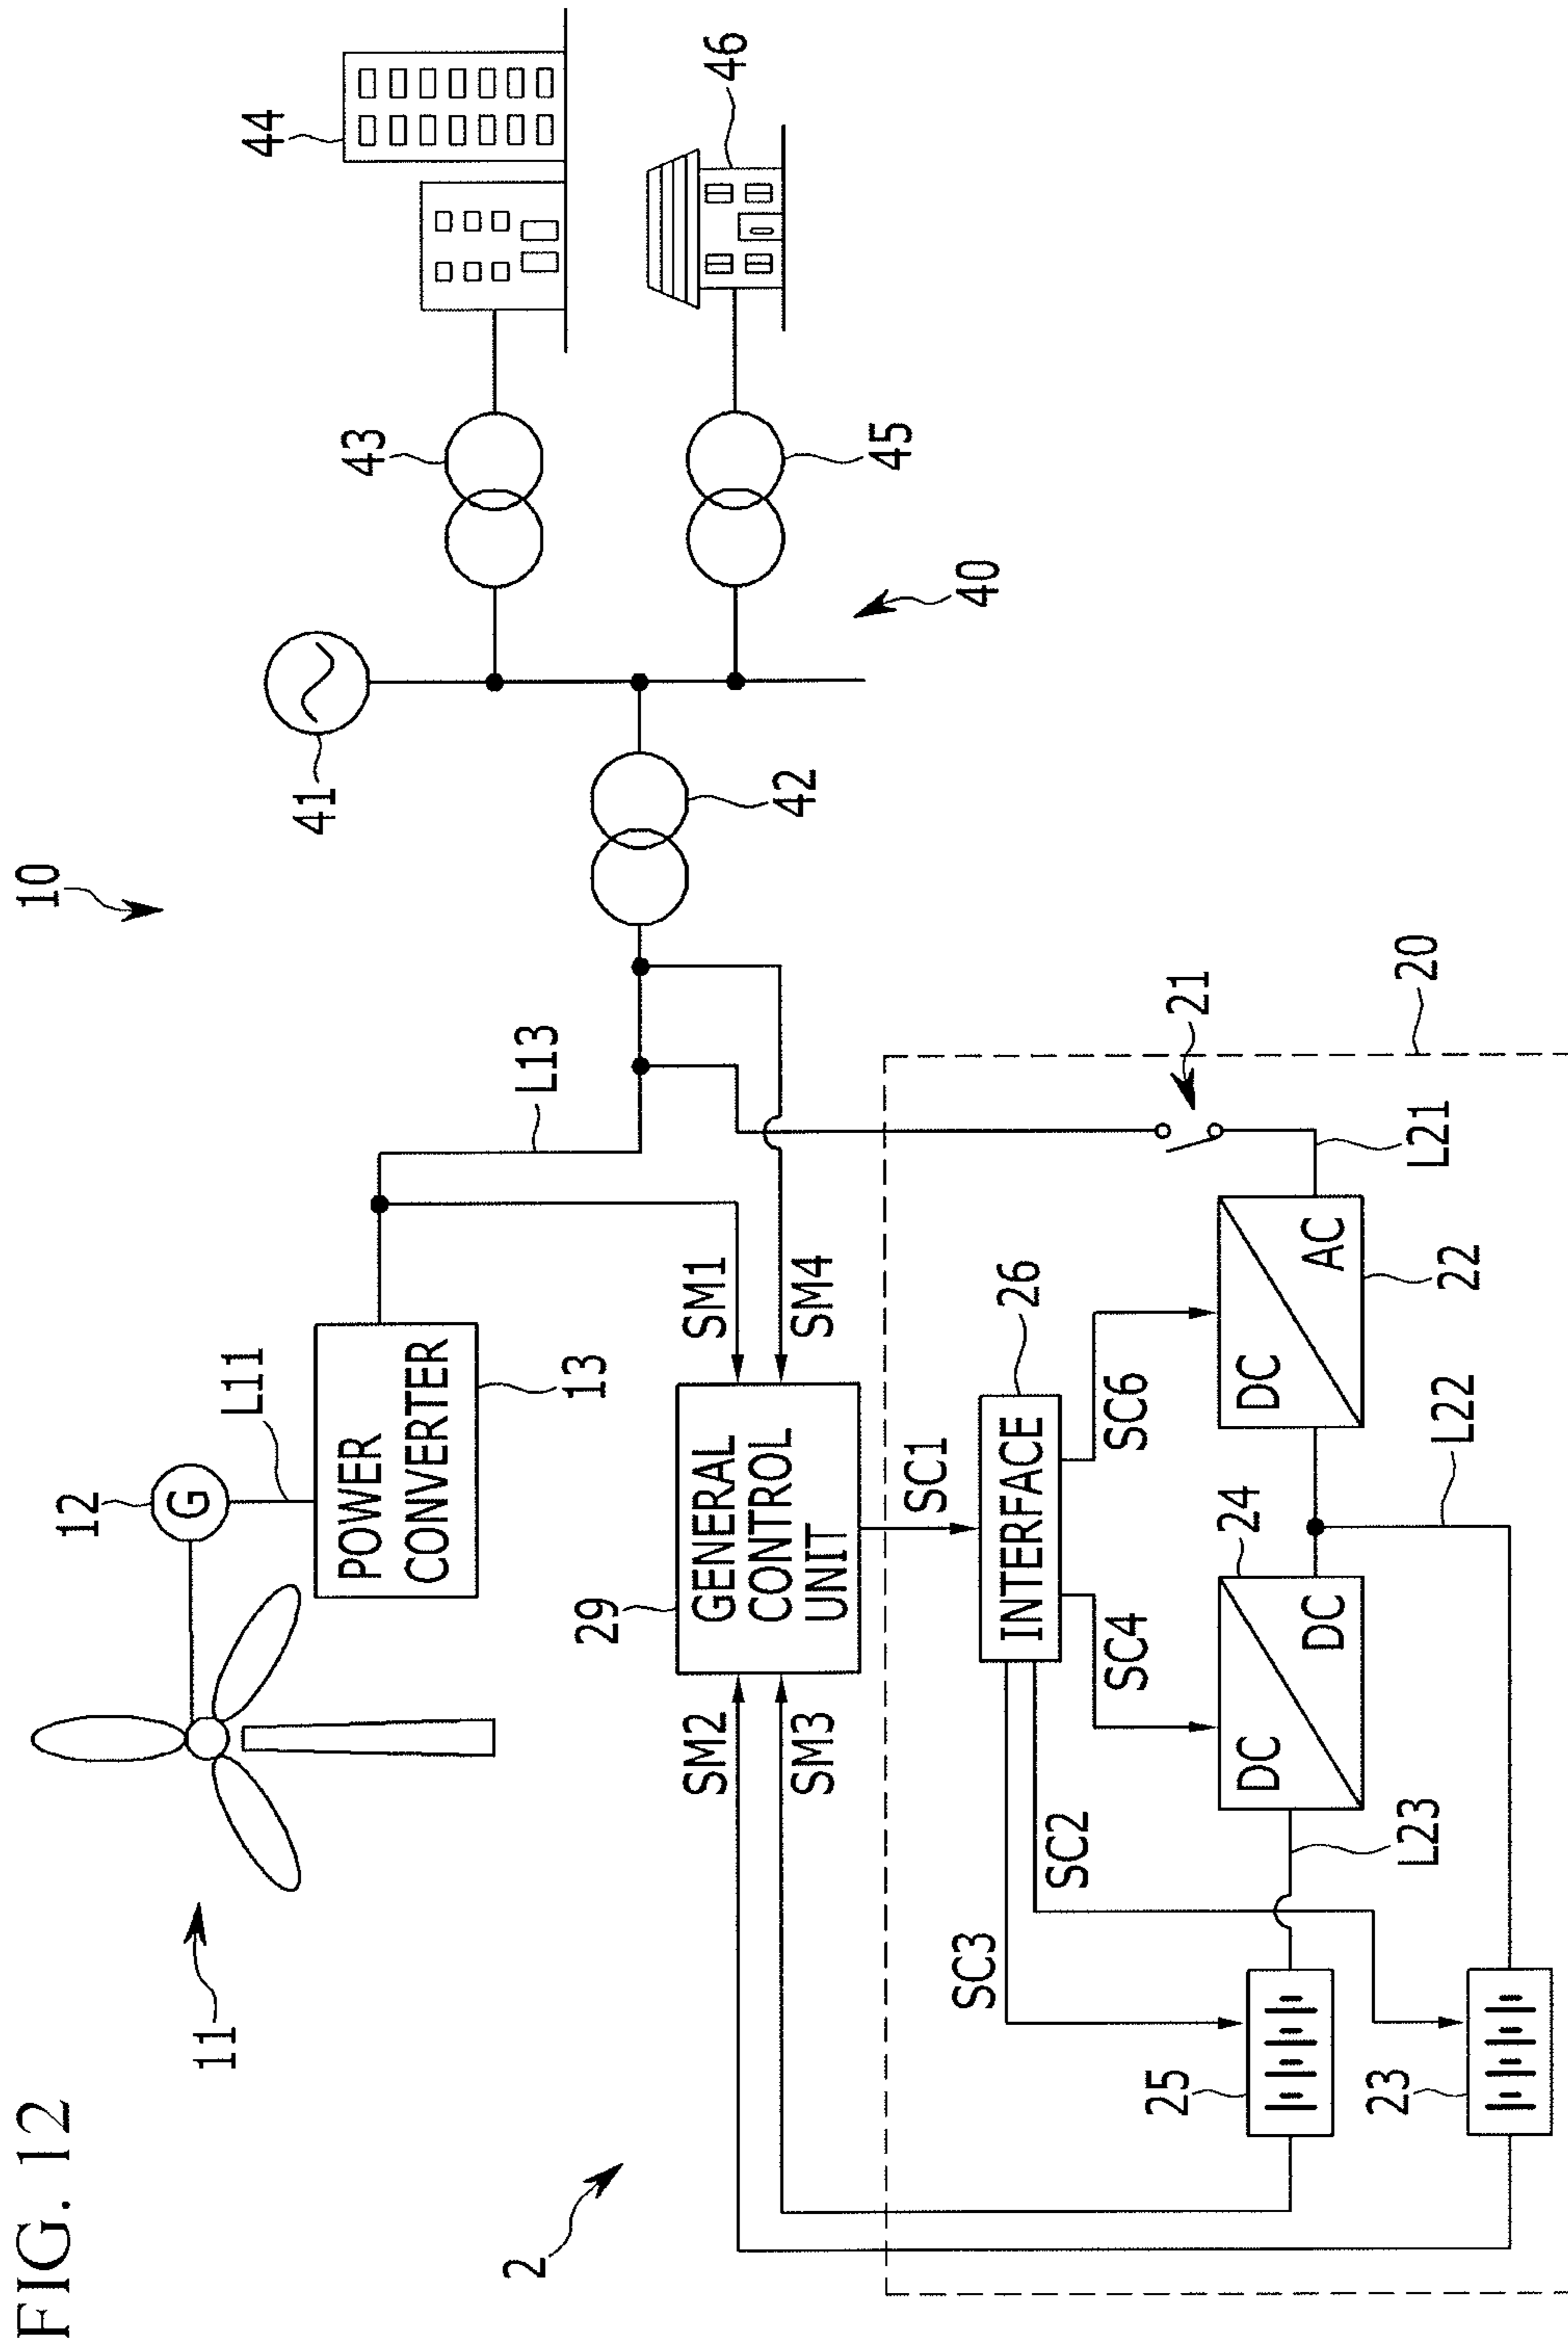 FIG. 12
10
2
11
12
G
L11
POWER
CONVERTER
13
L13
41
42
43
44
45
46
40
29
GENERAL
CONTROL
UNIT
SM1
SM2
SM3
SM4
SC1
20
21
26
INTERFACE
SC3
SC2
SC4
SC6
24
DC
DC
DC
AC
22
L21
L22
L23
25
23